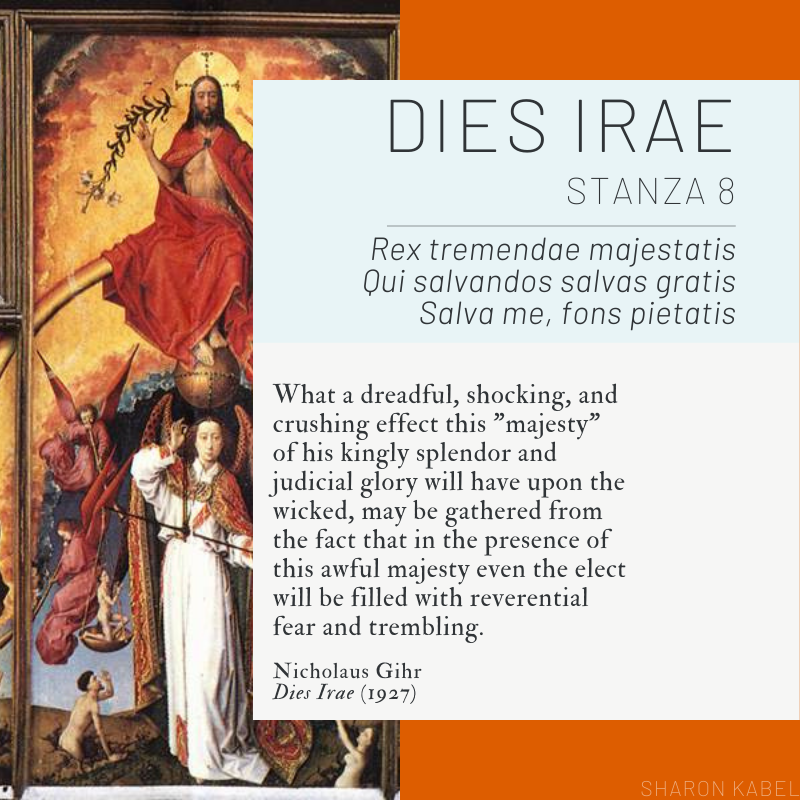 DIES IRAE
STANZA 8
Rex tremendae majestatis
Qui salvandos salvas gratis
Salva me, fons pietatis
What a dreadful, shocking, and
crushing effect this ”majesty”
of his kingly splendor and
judicial glory will have upon the
wicked, may be gathered from
the fact that in the presence of
this awful majesty even the elect
will be filled with reverential
fear and trembling.
Nicholaus Gihr
Dies Irae (1927)
SHARON KABEL